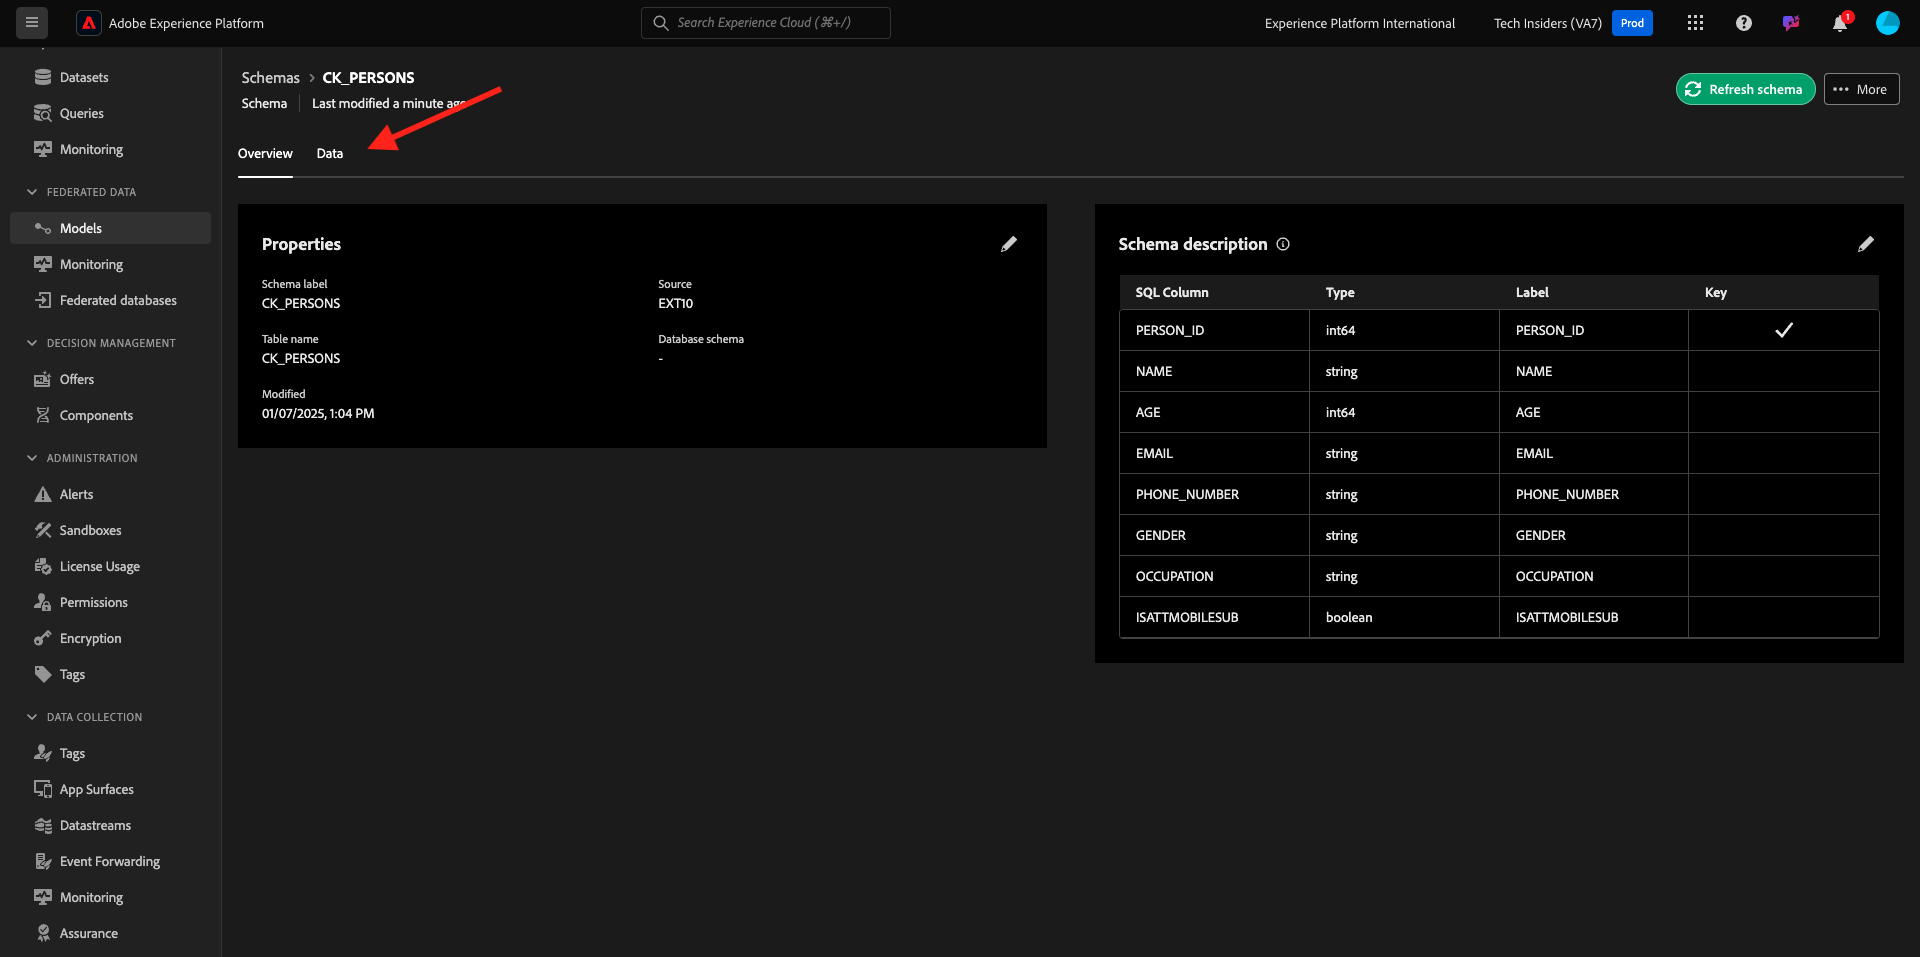 Adobe Experience Platform
Search Experience Cloud (⌘+/)
Experience Platform International
Tech Insiders (VA7)
Prod
1
Datasets
Queries
Monitoring
FEDERATED DATA
Models
Monitoring
Federated databases
DECISION MANAGEMENT
Offers
Components
ADMINISTRATION
Alerts
Sandboxes
License Usage
Permissions
Encryption
Tags
DATA COLLECTION
Tags
App Surfaces
Datastreams
Event Forwarding
Monitoring
Assurance
Schemas > CK_PERSONS
Schema Last modified a minute ago
Refresh schema
More
Overview Data
Properties
Schema label
CK_PERSONS
Source
EXT10
Table name
CK_PERSONS
Database schema
-
Modified
01/07/2025, 1:04 PM
Schema description
SQL Column Type Label Key
PERSON_ID int64 PERSON_ID
NAME string NAME
AGE int64 AGE
EMAIL string EMAIL
PHONE_NUMBER string PHONE_NUMBER
GENDER string GENDER
OCCUPATION string OCCUPATION
ISATTMOBILESUB boolean ISATTMOBILESUB